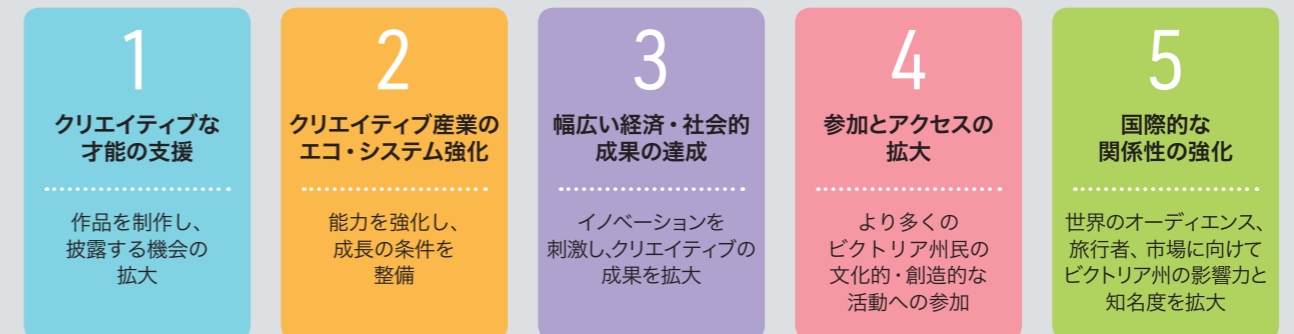 1
クリエイティブな
才能の支援
作品を制作し、
披露する機会の
拡大
2
クリエイティブ産業の
エコ・システム強化
能力を強化し、
成長の条件を
整備
3
幅広い経済・社会的
成果の達成
イノベーションを
刺激し、クリエイティブの
成果を拡大
4
参加とアクセスの
拡大
より多くの
ビクトリア州民の
文化的・創造的な
活動への参加
5
国際的な
関係性の強化
世界のオーディエンス、
旅行者、市場に向けて
ビクトリア州の影響力と
知名度を拡大